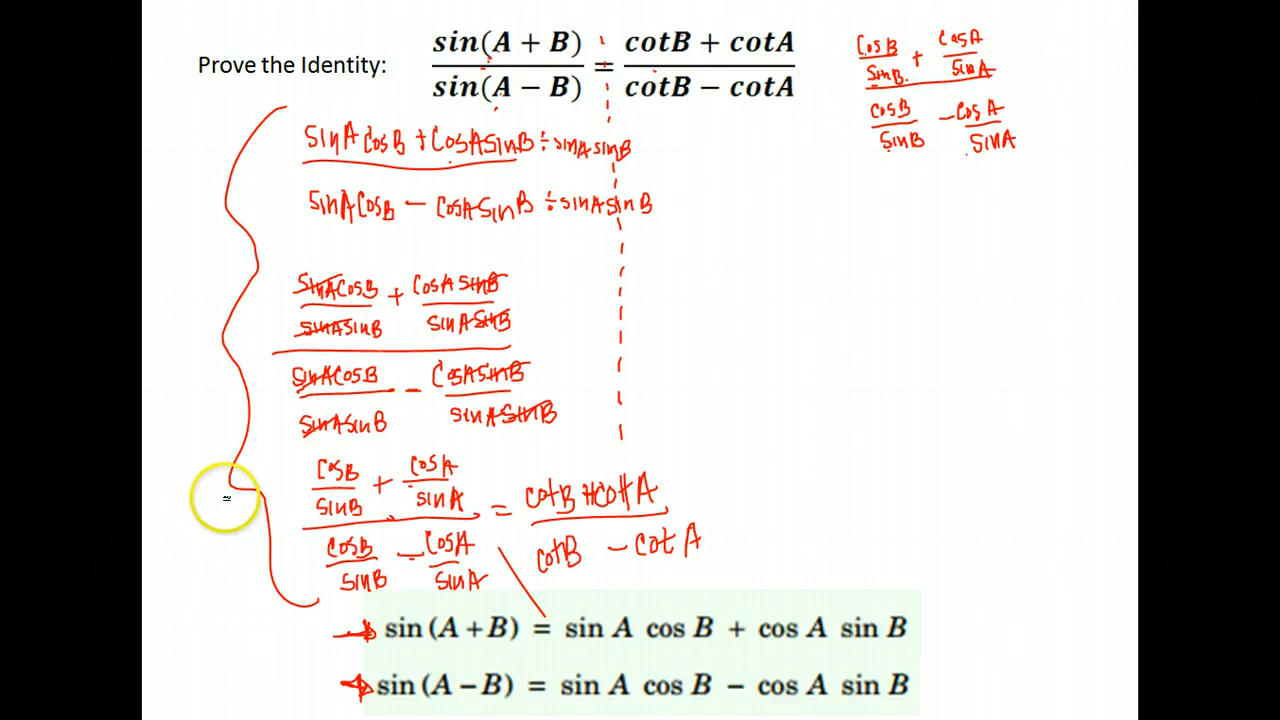 Prove the Identity: sin(A + B) / sin(A − B) = cotB + cotA / cotB − cotA
CosB/SinB + CosA/SinA
cosB/SinB − CosA/SINA
SINA CosB + CosA SINB ÷ SINA SINB
SINA CosB − CosA SinB ÷ SINA SIN B
SinA CosB/SINA SINB + CosA SINB/SINA SINB
SINA CosB/SINA SINB − CosA SINB/SINA SINB
CosB/SINB + CosA/SINA = cotB + cotA
CosB/SINB − CosA/SINA cotB − cot A
sin (A + B) = sin A cos B + cos A sin B
sin (A − B) = sin A cos B − cos A sin B